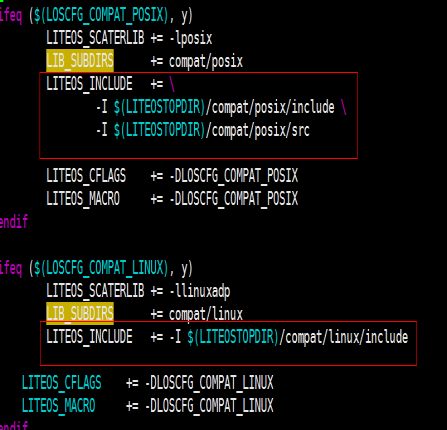 ifeq ($(LOSCFG_COMPAT_POSIX), y)
LITEOS_SCATERLIB += -lposix
LIB_SUBDIRS += compat/posix
LITEOS_INCLUDE += \
-I $(LITEOSTOPDIR)/compat/posix/include \
-I $(LITEOSTOPDIR)/compat/posix/src
LITEOS_CFLAGS += -DLOSCFG_COMPAT_POSIX
LITEOS_MACRO += -DLOSCFG_COMPAT_POSIX
endif
ifeq ($(LOSCFG_COMPAT_LINUX), y)
LITEOS_SCATERLIB += -llinuxadp
LIB_SUBDIRS += compat/linux
LITEOS_INCLUDE += -I $(LITEOSTOPDIR)/compat/linux/include
LITEOS_CFLAGS += -DLOSCFG_COMPAT_LINUX
LITEOS_MACRO += -DLOSCFG_COMPAT_LINUX
endif